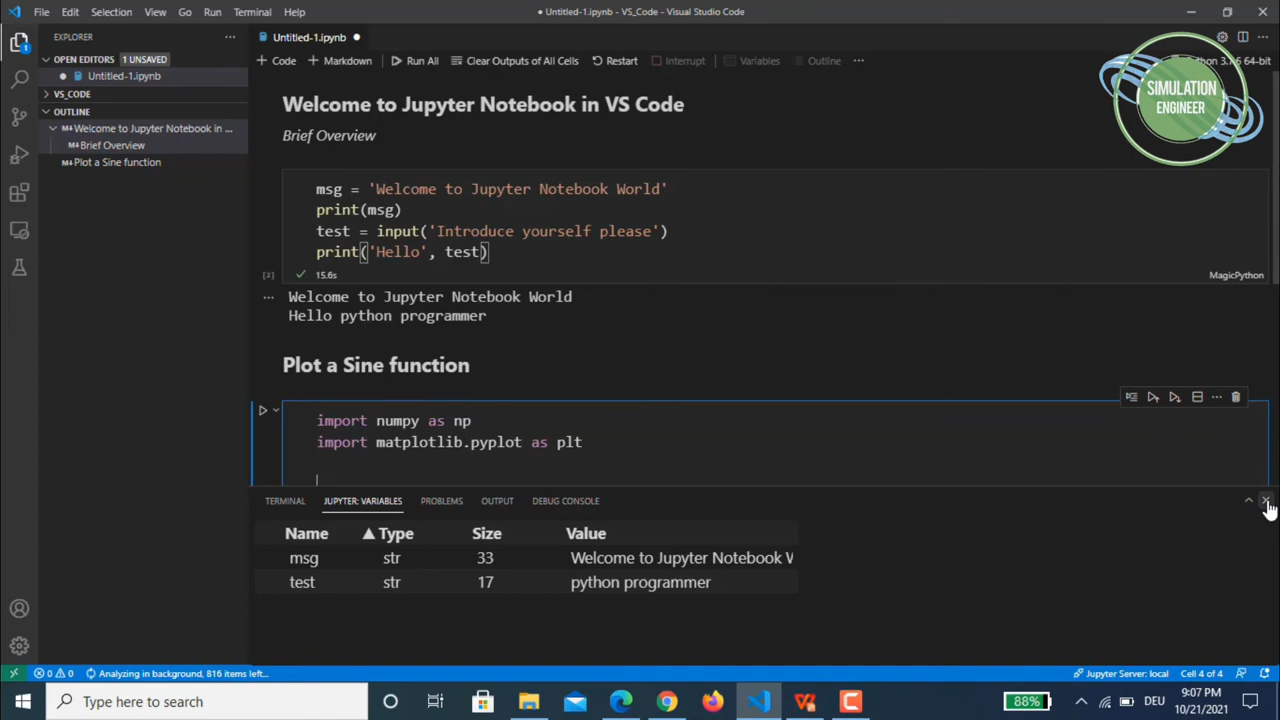 File Edit Selection View Go Run Terminal Help
● Untitled-1.ipynb - VS_Code - Visual Studio Code
EXPLORER
OPEN EDITORS 1 UNSAVED
Untitled-1.ipynb
VS_CODE
OUTLINE
M↓Welcome to Jupyter Notebook in ...
M↓Brief Overview
M↓Plot a Sine function
1
Untitled-1.ipynb
+ Code + Markdown Run All Clear Outputs of All Cells Restart Interrupt Variables Outline ...
64-bit
SIMULATION
ENGINEER
Welcome to Jupyter Notebook in VS Code
Brief Overview
msg = 'Welcome to Jupyter Notebook World'
print(msg)
test = input('Introduce yourself please')
print('Hello', test)
[2] ✓ 15.6s MagicPython
Welcome to Jupyter Notebook World
Hello python programmer
Plot a Sine function
import numpy as np
import matplotlib.pyplot as plt
TERMINAL JUPYTER: VARIABLES PROBLEMS OUTPUT DEBUG CONSOLE
Name ▲ Type Size Value
msg str 33 Welcome to Jupyter Notebook W
test str 17 python programmer
0 0 Analyzing in background, 816 items left...
Jupyter Server: local Cell 4 of 4
Type here to search
88%
DEU
9:07 PM
10/21/2021